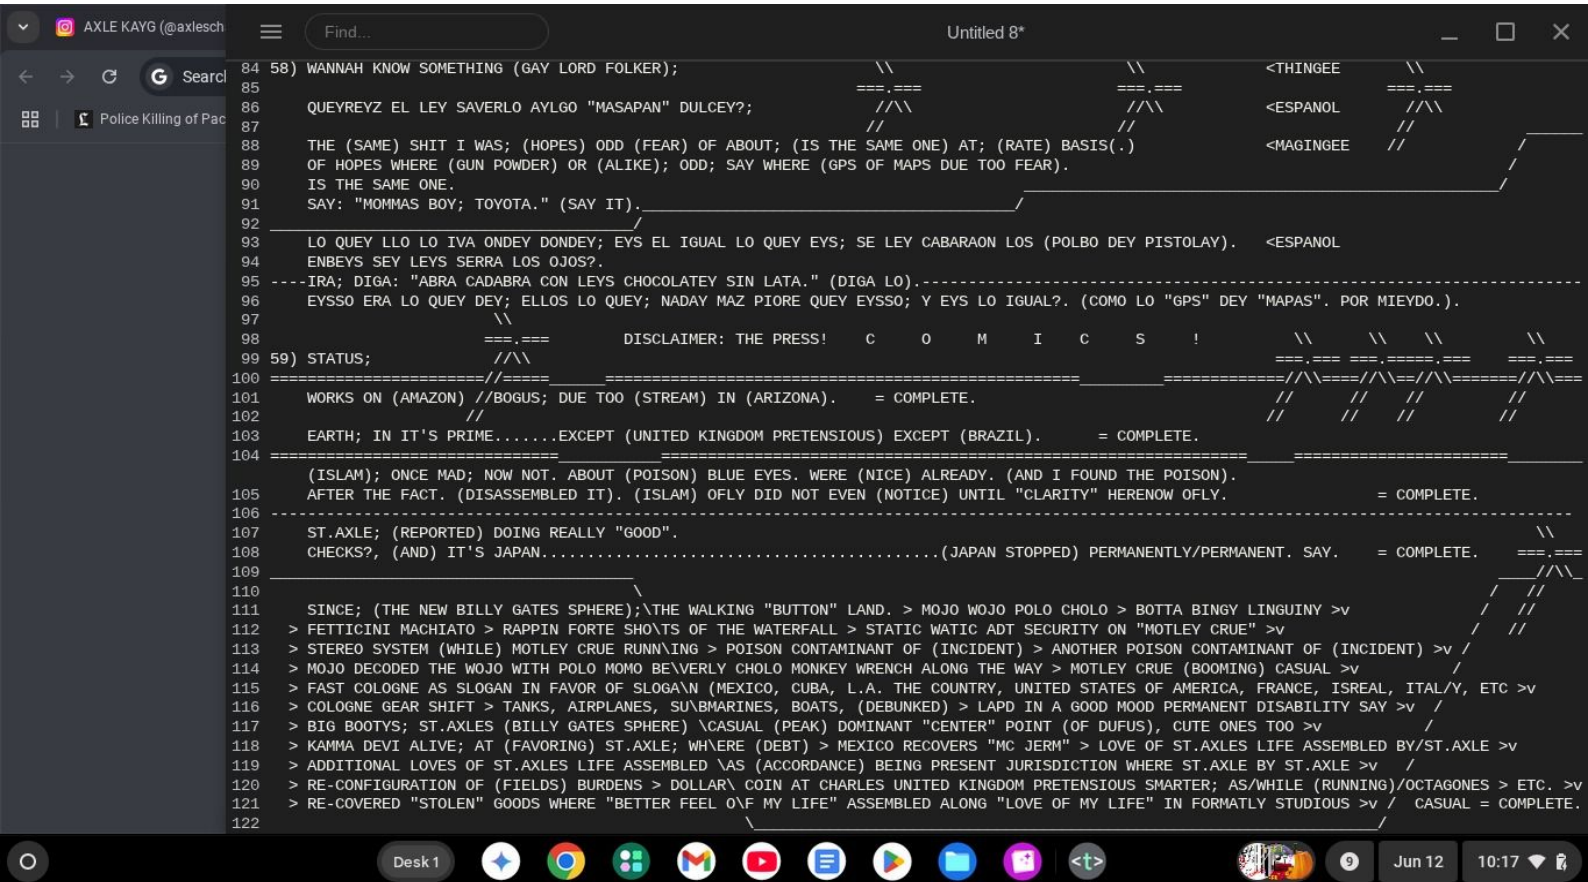 AXLE KAYG (@axlesch
Find...
Untitled 8*
G Searcl
Police Killing of Pac
84 58) WANNAH KNOW SOMETHING (GAY LORD FOLKER); \\ \\ <THINGEE \\
85 ===.=== ===.=== ===.===
86 QUEYREYZ EL LEY SAVERLO AYLGO "MASAPAN" DULCEY?; //\\ //\\ <ESPANOL //\\
87 // // // ______
88 THE (SAME) SHIT I WAS; (HOPES) ODD (FEAR) OF ABOUT; (IS THE SAME ONE) AT; (RATE) BASIS(.) <MAGINGEE // /
89 OF HOPES WHERE (GUN POWDER) OR (ALIKE); ODD; SAY WHERE (GPS OF MAPS DUE TOO FEAR). /
90 IS THE SAME ONE. ___________________________________________________/
91 SAY: "MOMMAS BOY; TOYOTA." (SAY IT).________________________________________/
92 _______________________________________/
93 LO QUEY LLO LO IVA ONDEY DONDEY; EYS EL IGUAL LO QUEY EYS; SE LEY CABARAON LOS (POLBO DEY PISTOLAY). <ESPANOL
94 ENBEYS SEY LEYS SERRA LOS OJOS?.
95 ----IRA; DIGA: "ABRA CADABRA CON LEYS CHOCOLATEY SIN LATA." (DIGA LO).-----------------------------------------------------------------------
96 EYSSO ERA LO QUEY DEY; ELLOS LO QUEY; NADAY MAZ PIORE QUEY EYSSO; Y EYS LO IGUAL?. (COMO LO "GPS" DEY "MAPAS". POR MIEYDO.).
97 \\
98 ===.=== DISCLAIMER: THE PRESS! C O M I C S ! \\ \\ \\ \\
99 59) STATUS; //\\ ===.=== ===.=====.=== ===.===
100 =======================//=====______===================================================_________=============//\\====//\\==//\\=======//\\===
101 WORKS ON (AMAZON) //BOGUS; DUE TOO (STREAM) IN (ARIZONA). = COMPLETE. // // // //
102 // // // // //
103 EARTH; IN IT'S PRIME.......EXCEPT (UNITED KINGDOM PRETENSIOUS) EXCEPT (BRAZIL). = COMPLETE.
104 ===============================___________===============================================================_____=======================________
(ISLAM); ONCE MAD; NOW NOT. ABOUT (POISON) BLUE EYES. WERE (NICE) ALREADY. (AND I FOUND THE POISON).
105 AFTER THE FACT. (DISASSEMBLED IT). (ISLAM) OFLY DID NOT EVEN (NOTICE) UNTIL "CLARITY" HERENOW OFLY. = COMPLETE.
106 --------------------------------------------------------------------------------------------------------------------------------------------
107 ST.AXLE; (REPORTED) DOING REALLY "GOOD". \\
108 CHECKS?, (AND) IT'S JAPAN...........................................(JAPAN STOPPED) PERMANENTLY/PERMANENT. SAY. = COMPLETE. ===.===
109 _______________________________________ ____//\\_
110 \ / //
111 SINCE; (THE NEW BILLY GATES SPHERE);\THE WALKING "BUTTON" LAND. > MOJO WOJO POLO CHOLO > BOTTA BINGY LINGUINY >v / //
112 > FETTICINI MACHIATO > RAPPIN FORTE SHO\TS OF THE WATERFALL > STATIC WATIC ADT SECURITY ON "MOTLEY CRUE" >v / //
113 > STEREO SYSTEM (WHILE) MOTLEY CRUE RUNN\ING > POISON CONTAMINANT OF (INCIDENT) > ANOTHER POISON CONTAMINANT OF (INCIDENT) >v /
114 > MOJO DECODED THE WOJO WITH POLO MOMO BE\VERLY CHOLO MONKEY WRENCH ALONG THE WAY > MOTLEY CRUE (BOOMING) CASUAL >v /
115 > FAST COLOGNE AS SLOGAN IN FAVOR OF SLOGA\N (MEXICO, CUBA, L.A. THE COUNTRY, UNITED STATES OF AMERICA, FRANCE, ISREAL, ITAL/Y, ETC >v
116 > COLOGNE GEAR SHIFT > TANKS, AIRPLANES, SU\BMARINES, BOATS, (DEBUNKED) > LAPD IN A GOOD MOOD PERMANENT DISABILITY SAY >v /
117 > BIG BOOTYS; ST.AXLES (BILLY GATES SPHERE) \CASUAL (PEAK) DOMINANT "CENTER" POINT (OF DUFUS), CUTE ONES TOO >v /
118 > KAMMA DEVI ALIVE; AT (FAVORING) ST.AXLE; WH\ERE (DEBT) > MEXICO RECOVERS "MC JERM" > LOVE OF ST.AXLES LIFE ASSEMBLED BY/ST.AXLE >v
119 > ADDITIONAL LOVES OF ST.AXLES LIFE ASSEMBLED \AS (ACCORDANCE) BEING PRESENT JURISDICTION WHERE ST.AXLE BY ST.AXLE >v /
120 > RE-CONFIGURATION OF (FIELDS) BURDENS > DOLLAR\ COIN AT CHARLES UNITED KINGDOM PRETENSIOUS SMARTER; AS/WHILE (RUNNING)/OCTAGONES > ETC. >v
121 > RE-COVERED "STOLEN" GOODS WHERE "BETTER FEEL O\F MY LIFE" ASSEMBLED ALONG "LOVE OF MY LIFE" IN FORMATLY STUDIOUS >v / CASUAL = COMPLETE.
122 \___________________________________________________________________/
Desk 1
<t>
9
Jun 12
10:17